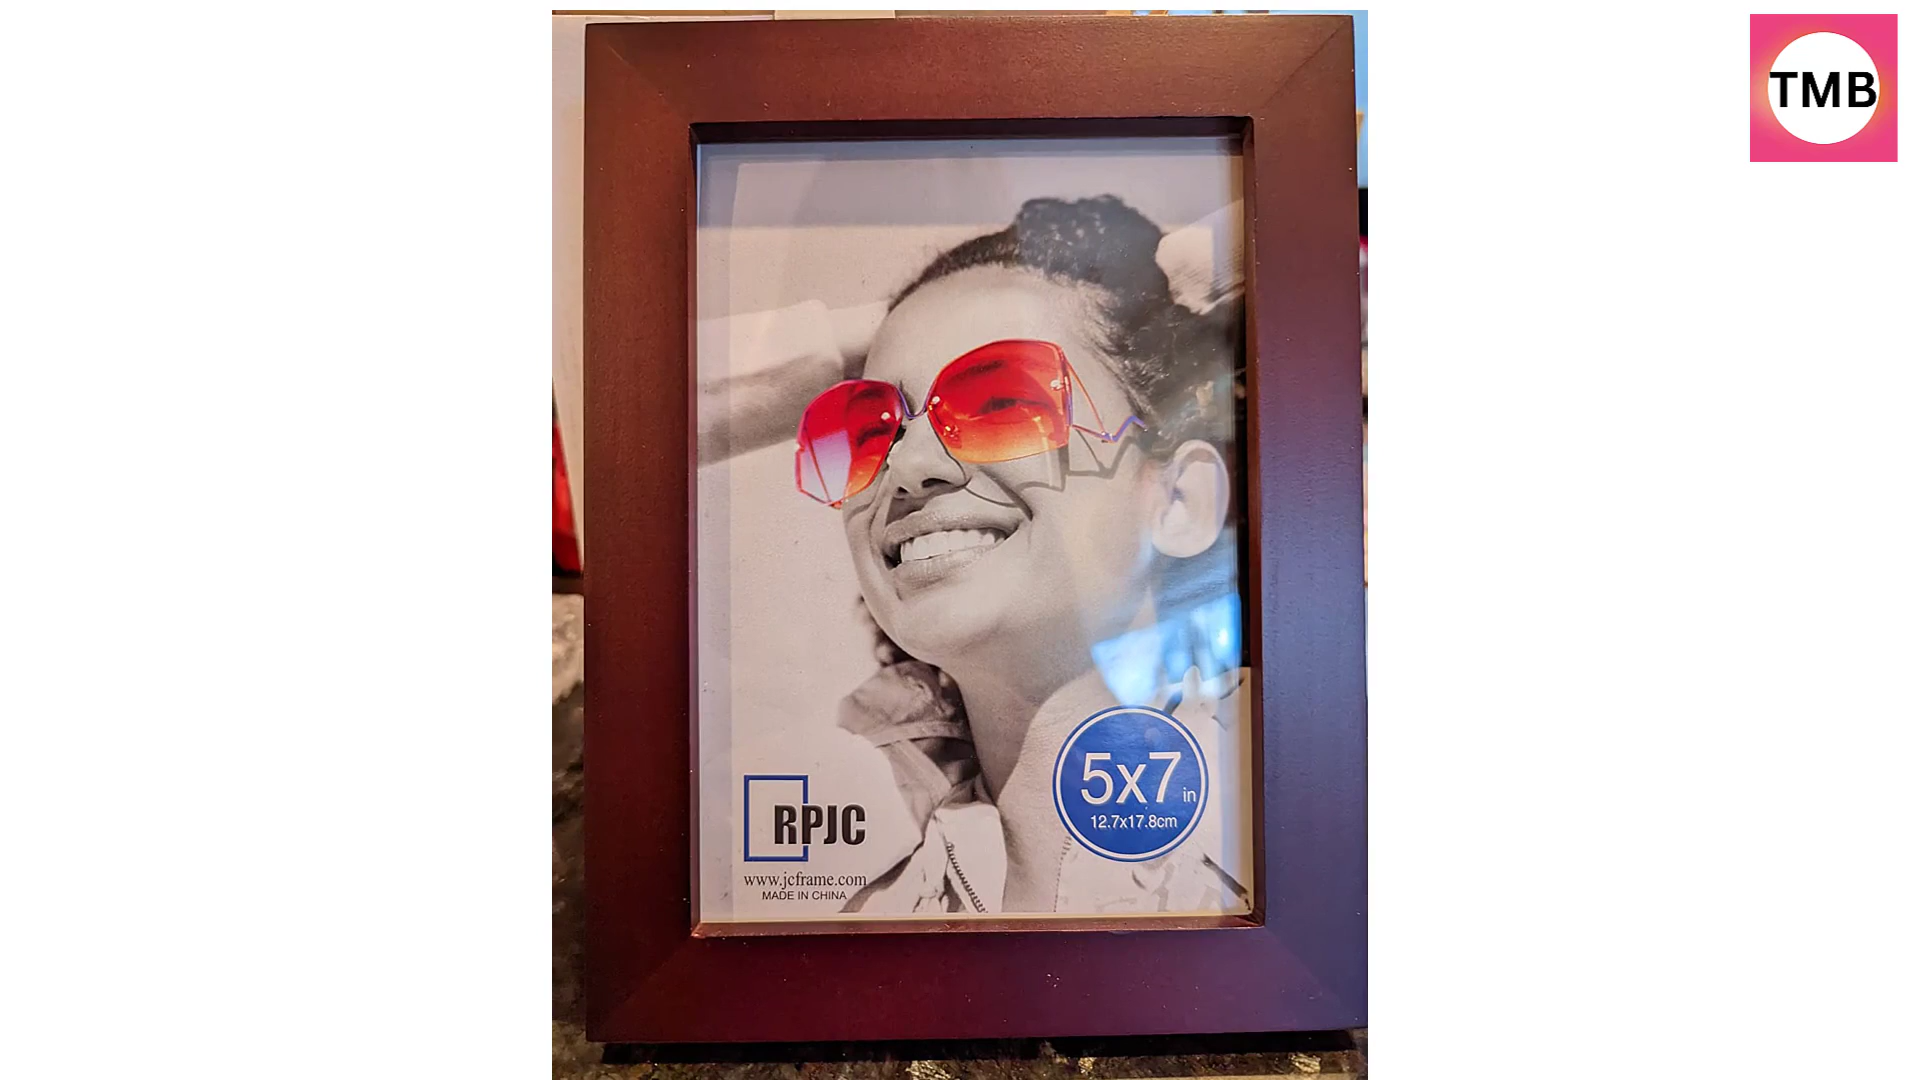 TMB
5x7 in
12.7x17.8cm
RPJC
www.jcframe.com
MADE IN CHINA